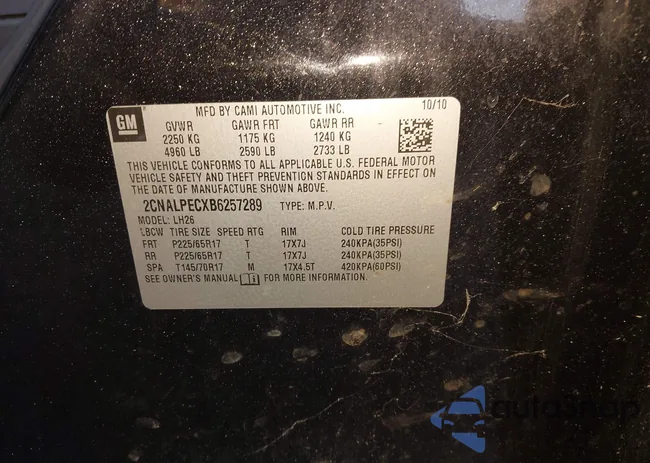 GM
MFD BY CAMI AUTOMOTIVE INC. 10/10
GVWR GAWR FRT GAWR RR
2250 KG 1175 KG 1240 KG
4960 LB 2590 LB 2733 LB
THIS VEHICLE CONFORMS TO ALL APPLICABLE U.S. FEDERAL MOTOR
VEHICLE SAFETY AND THEFT PREVENTION STANDARDS IN EFFECT ON
THE DATE OF MANUFACTURE SHOWN ABOVE.
2CNALPECXB6257289 TYPE: M.P.V.
MODEL: LH26
LBCW TIRE SIZE SPEED RTG RIM COLD TIRE PRESSURE
FRT P225/65R17 T 17X7J 240KPA(35PSI)
RR P225/65R17 T 17X7J 240KPA(35PSI)
SPA T145/70R17 M 17X4.5T 420KPA(60PSI)
SEE OWNER'S MANUAL FOR MORE INFORMATION.
autoSnap